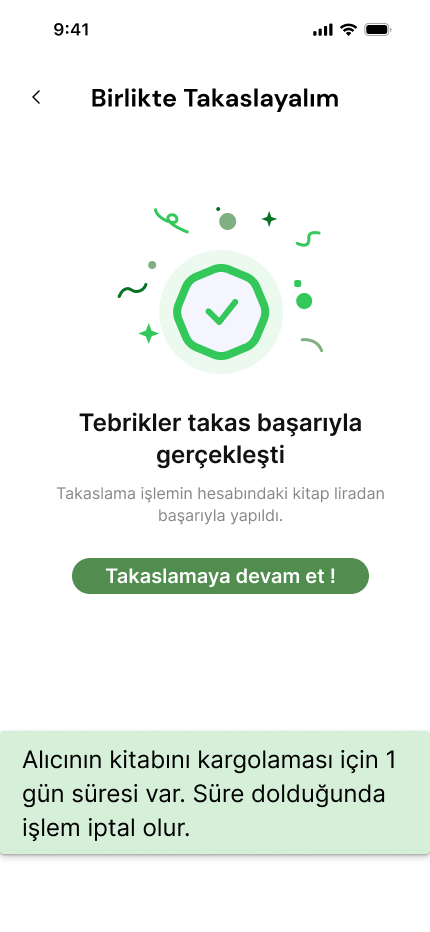 9:41
Birlikte Takaslayalım
Tebrikler takas başarıyla
gerçekleşti
Takaslama işlemin hesabındaki kitap liradan
başarıyla yapıldı.
Takaslamaya devam et !
Alıcının kitabını kargolaması için 1
gün süresi var. Süre dolduğunda
işlem iptal olur.